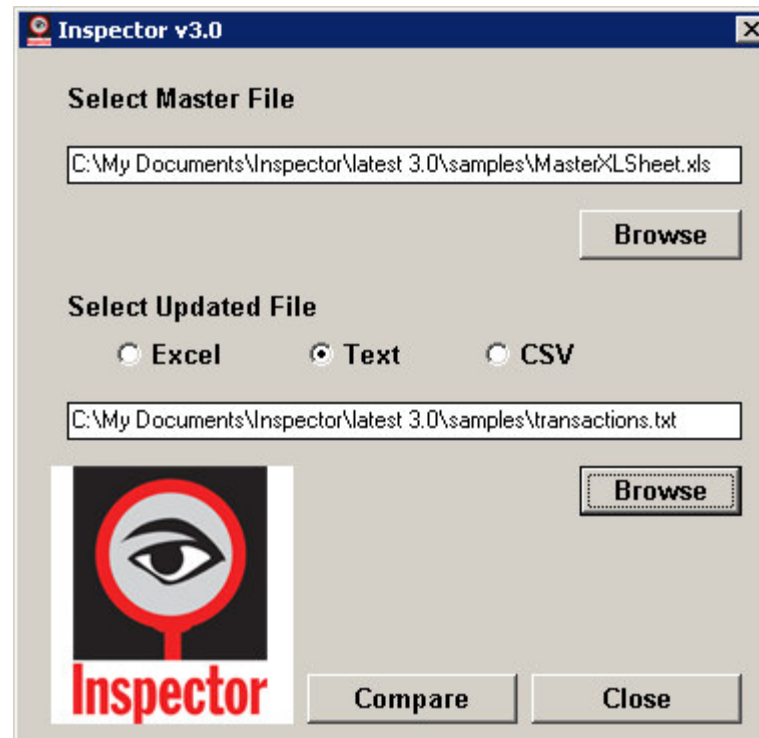 Inspector v3.0
Select Master File
C:\My Documents\Inspector\latest 3.0\samples\MasterXLSheet.xls
Browse
Select Updated File
Excel Text CSV
C:\My Documents\Inspector\latest 3.0\samples\transactions.txt
Browse
Inspector
Compare Close